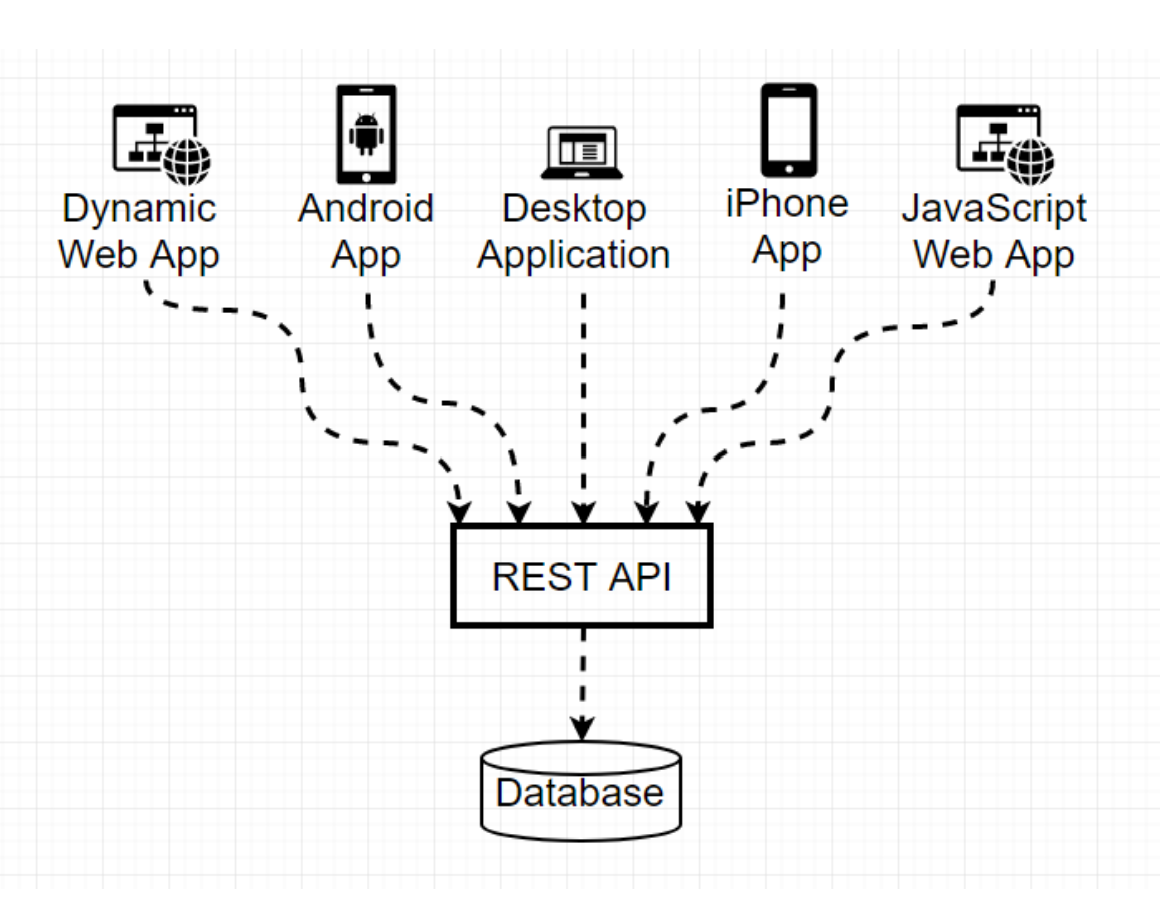 Dynamic
Web App
Android
App
Desktop
Application
iPhone
App
JavaScript
Web App
REST API
Database